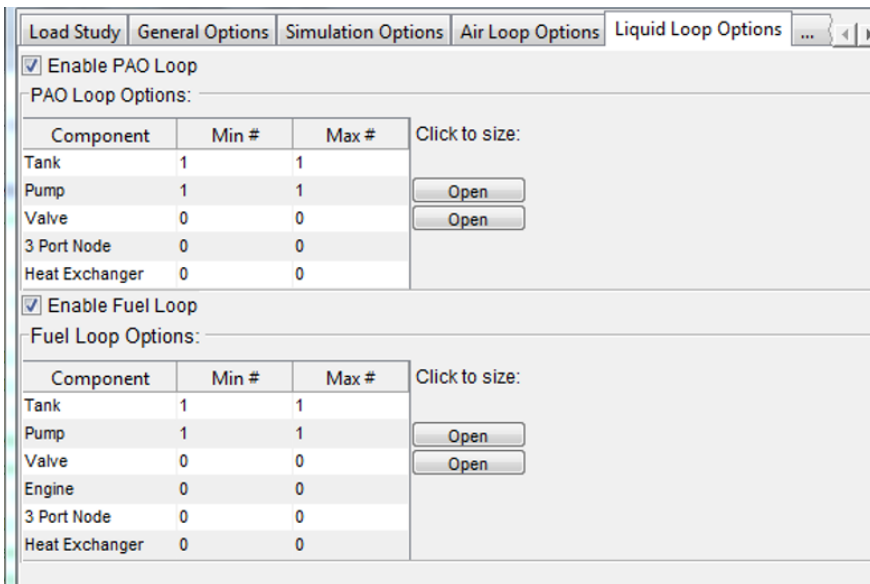 Load Study General Options Simulation Options Air Loop Options Liquid Loop Options ...
Enable PAO Loop
PAO Loop Options:
Component Min # Max # Click to size:
Tank 1 1
Pump 1 1 Open
Valve 0 0 Open
3 Port Node 0 0
Heat Exchanger 0 0
Enable Fuel Loop
Fuel Loop Options:
Component Min # Max # Click to size:
Tank 1 1
Pump 1 1 Open
Valve 0 0 Open
Engine 0 0
3 Port Node 0 0
Heat Exchanger 0 0